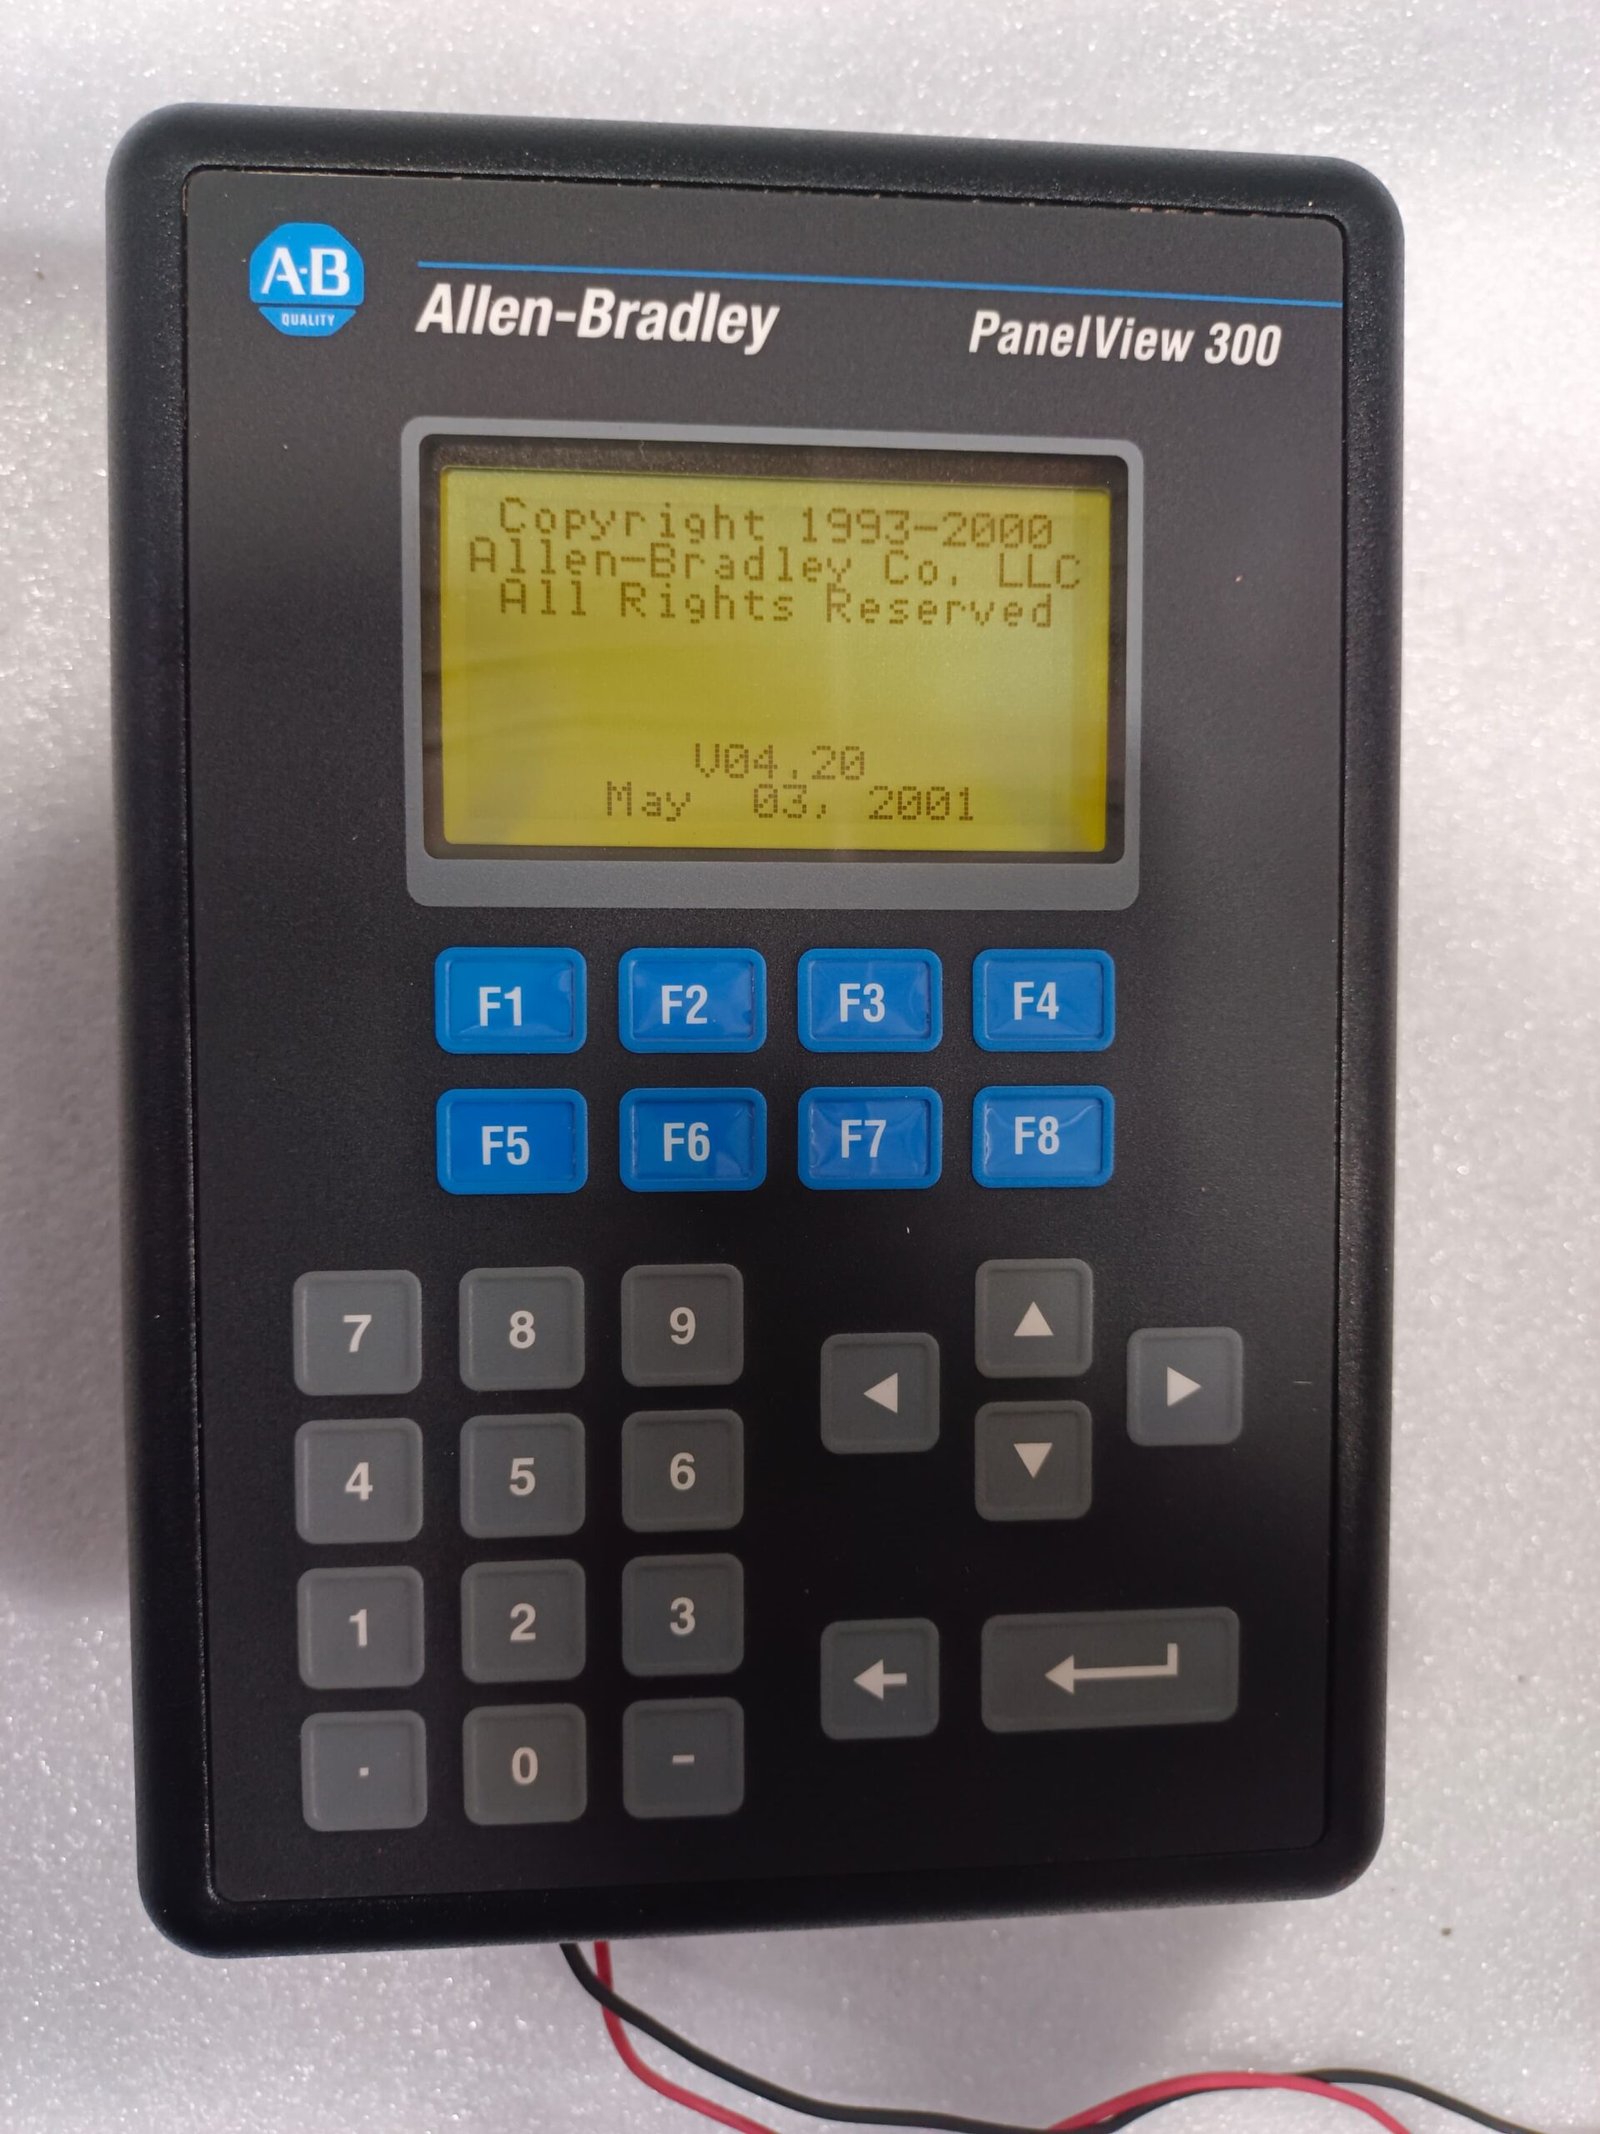 A·B
QUALITY
Allen-Bradley
PanelView 300
Copyright 1993-2000
Allen-Bradley Co. LLC
All Rights Reserved
V04.20
May 03, 2001
F1 F2 F3 F4
F5 F6 F7 F8
7 8 9
4 5 6
1 2 3
. 0 -